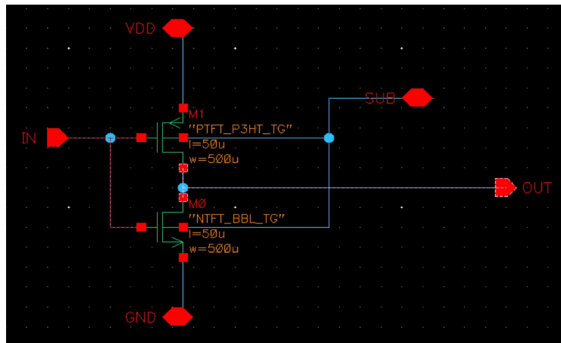 VDD
SUB
M1
"PTFT_P3HT_TG"
IN
l=50u
w=500u
OUT
M0
"NTFT_BBL_TG"
l=50u
w=500u
GND